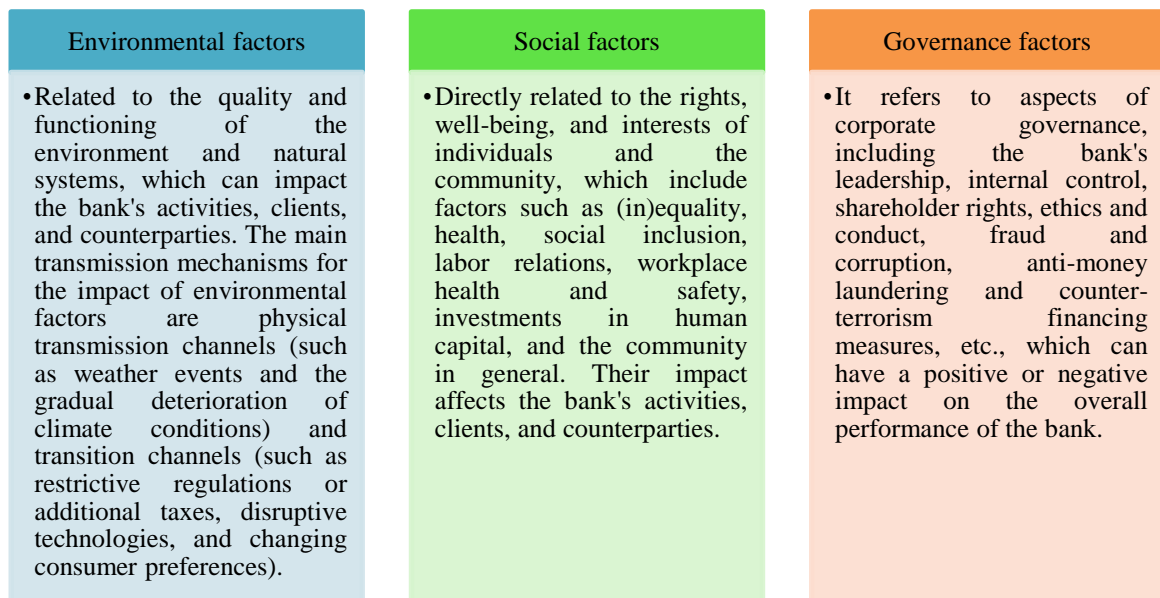 Environmental factors
•Related to the quality and
functioning of the
environment and natural
systems, which can impact
the bank's activities, clients,
and counterparties. The main
transmission mechanisms for
the impact of environmental
factors are physical
transmission channels (such
as weather events and the
gradual deterioration of
climate conditions) and
transition channels (such as
restrictive regulations or
additional taxes, disruptive
technologies, and changing
consumer preferences).
Social factors
•Directly related to the rights,
well-being, and interests of
individuals and the
community, which include
factors such as (in)equality,
health, social inclusion,
labor relations, workplace
health and safety,
investments in human
capital, and the community
in general. Their impact
affects the bank's activities,
clients, and counterparties.
Governance factors
•It refers to aspects of
corporate governance,
including the bank's
leadership, internal control,
shareholder rights, ethics and
conduct, fraud and
corruption, anti-money
laundering and counter-
terrorism financing
measures, etc., which can
have a positive or negative
impact on the overall
performance of the bank.